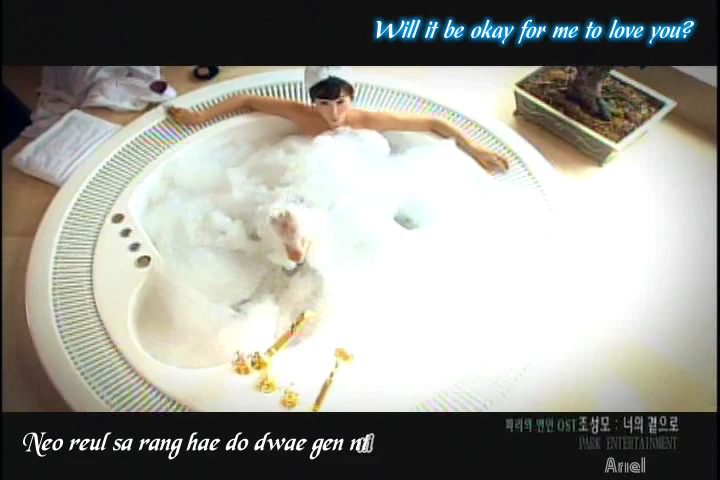 Will it be okay for me to love you?
Neo reul sa rang hae do dwae gen ni
파리의 연인 OST 조성모 : 너의 곁으로
PARK ENTERTAINMENT
Ariel